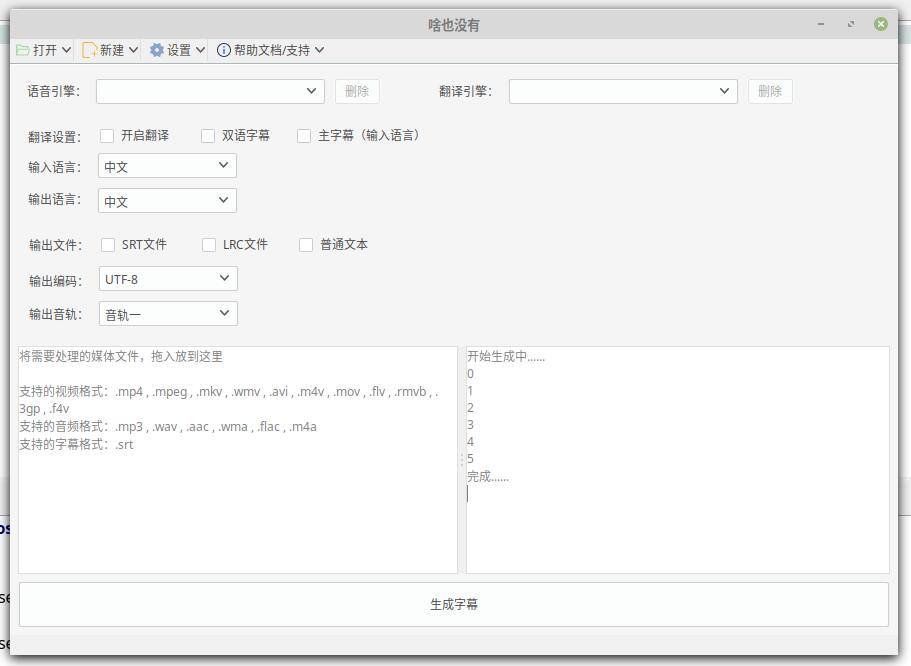 啥也没有
打开 新建 设置 帮助文档/支持
语音引擎: 删除 翻译引擎: 删除
翻译设置: 开启翻译 双语字幕 主字幕（输入语言）
输入语言: 中文
输出语言: 中文
输出文件: SRT文件 LRC文件 普通文本
输出编码: UTF-8
输出音轨: 音轨一
将需要处理的媒体文件，拖入放到这里
支持的视频格式：.mp4 , .mpeg , .mkv , .wmv , .avi , .m4v , .mov , .flv , .rmvb , .
3gp , .f4v
支持的音频格式：.mp3 , .wav , .aac , .wma , .flac , .m4a
支持的字幕格式：.srt
开始生成中......
0
1
2
3
4
5
完成......
生成字幕
os
se
se